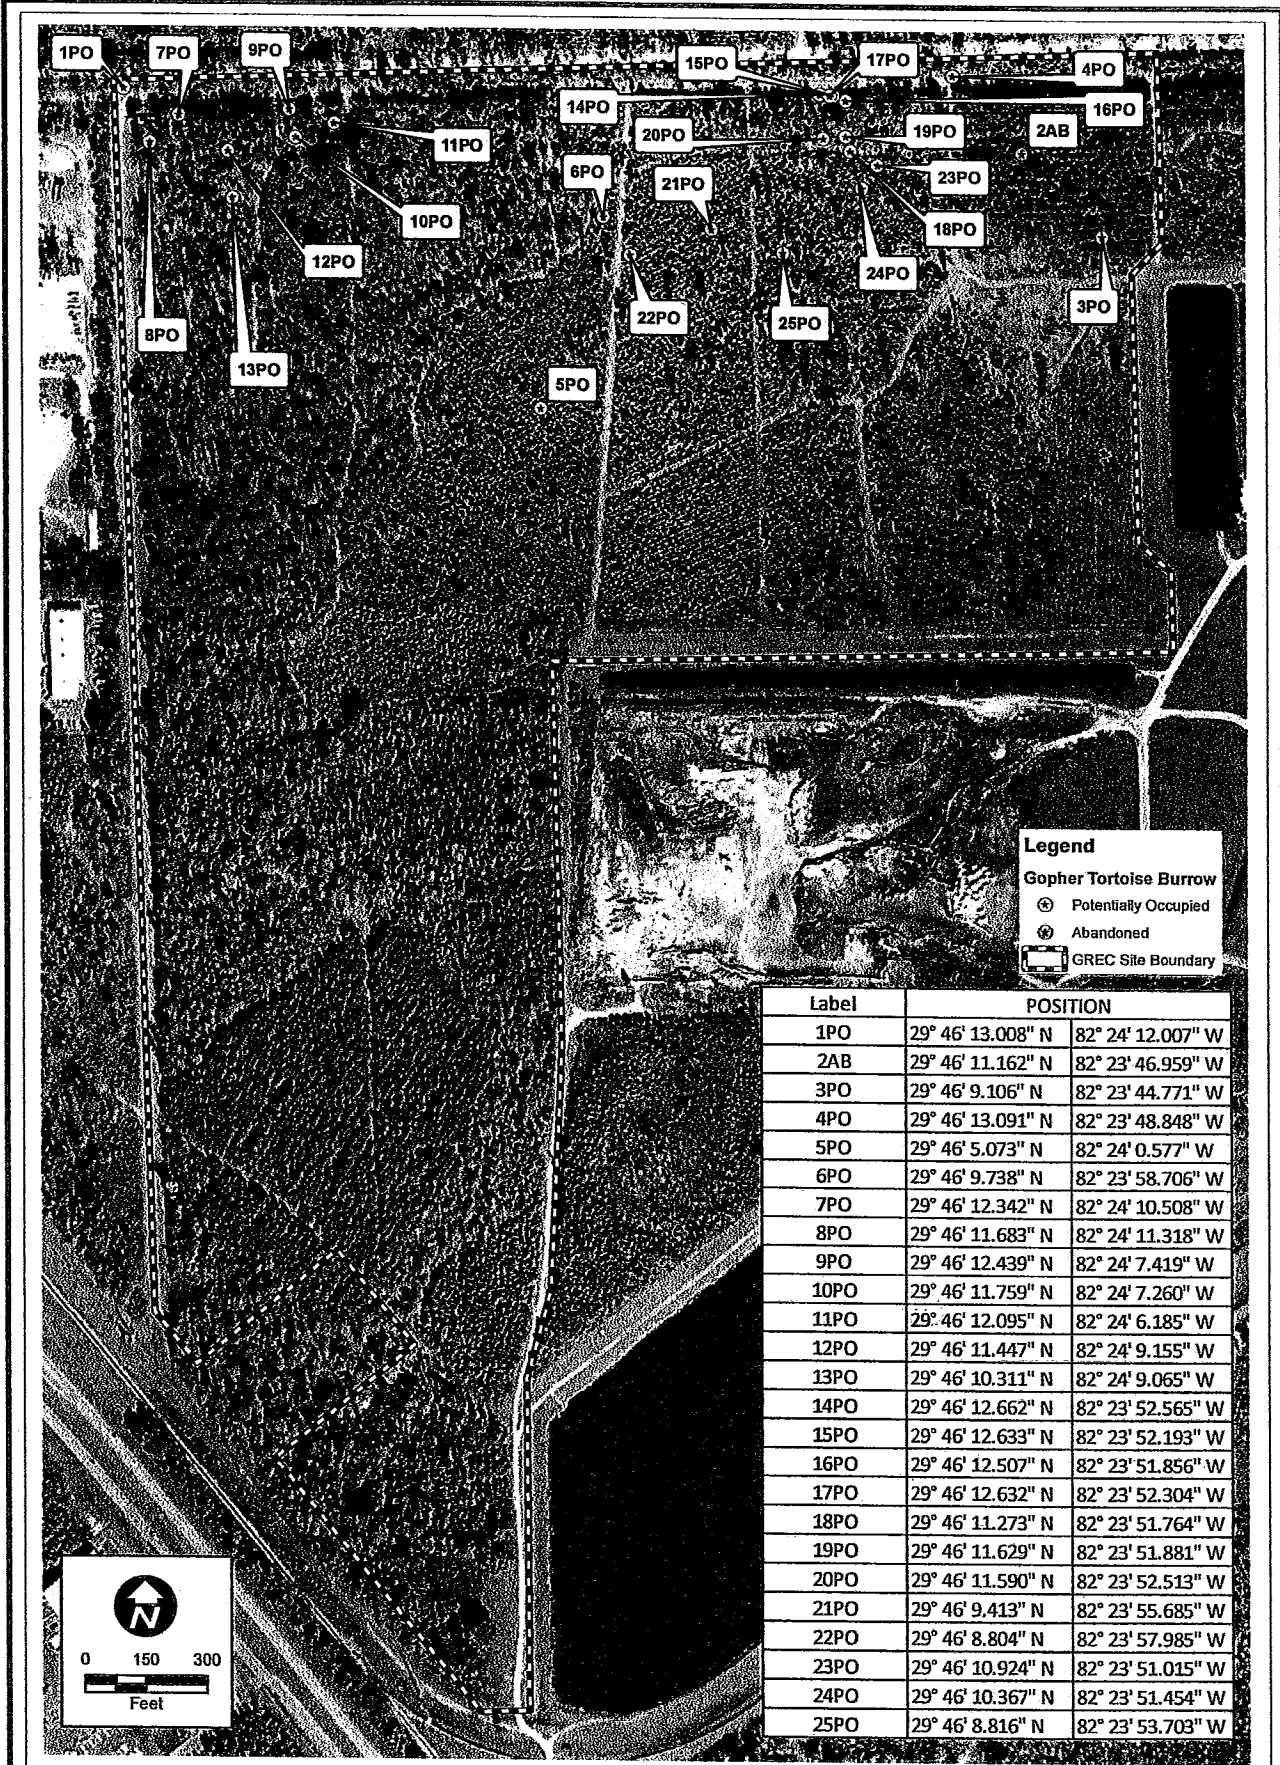 1PO
7PO
9PO
15PO
17PO
4PO
14PO
16PO
20PO
19PO
2AB
11PO
6PO
21PO
23PO
10PO
18PO
12PO
24PO
8PO
22PO
25PO
3PO
13PO
5PO
Legend
Gopher Tortoise Burrow
Potentially Occupied
Abandoned
GREC Site Boundary
Label POSITION
1PO 29° 46' 13.008" N 82° 24' 12.007" W
2AB 29° 46' 11.162" N 82° 23' 46.959" W
3PO 29° 46' 9.106" N 82° 23' 44.771" W
4PO 29° 46' 13.091" N 82° 23' 48.848" W
5PO 29° 46' 5.073" N 82° 24' 0.577" W
6PO 29° 46' 9.738" N 82° 23' 58.706" W
7PO 29° 46' 12.342" N 82° 24' 10.508" W
8PO 29° 46' 11.683" N 82° 24' 11.318" W
9PO 29° 46' 12.439" N 82° 24' 7.419" W
10PO 29° 46' 11.759" N 82° 24' 7.260" W
11PO 29° 46' 12.095" N 82° 24' 6.185" W
12PO 29° 46' 11.447" N 82° 24' 9.155" W
13PO 29° 46' 10.311" N 82° 24' 9.065" W
14PO 29° 46' 12.662" N 82° 23' 52.565" W
15PO 29° 46' 12.633" N 82° 23' 52.193" W
16PO 29° 46' 12.507" N 82° 23' 51.856" W
17PO 29° 46' 12.632" N 82° 23' 52.304" W
18PO 29° 46' 11.273" N 82° 23' 51.764" W
19PO 29° 46' 11.629" N 82° 23' 51.881" W
20PO 29° 46' 11.590" N 82° 23' 52.513" W
21PO 29° 46' 9.413" N 82° 23' 55.685" W
22PO 29° 46' 8.804" N 82° 23' 57.985" W
23PO 29° 46' 10.924" N 82° 23' 51.015" W
24PO 29° 46' 10.367" N 82° 23' 51.454" W
25PO 29° 46' 8.816" N 82° 23' 53.703" W
N
0 150 300
Feet